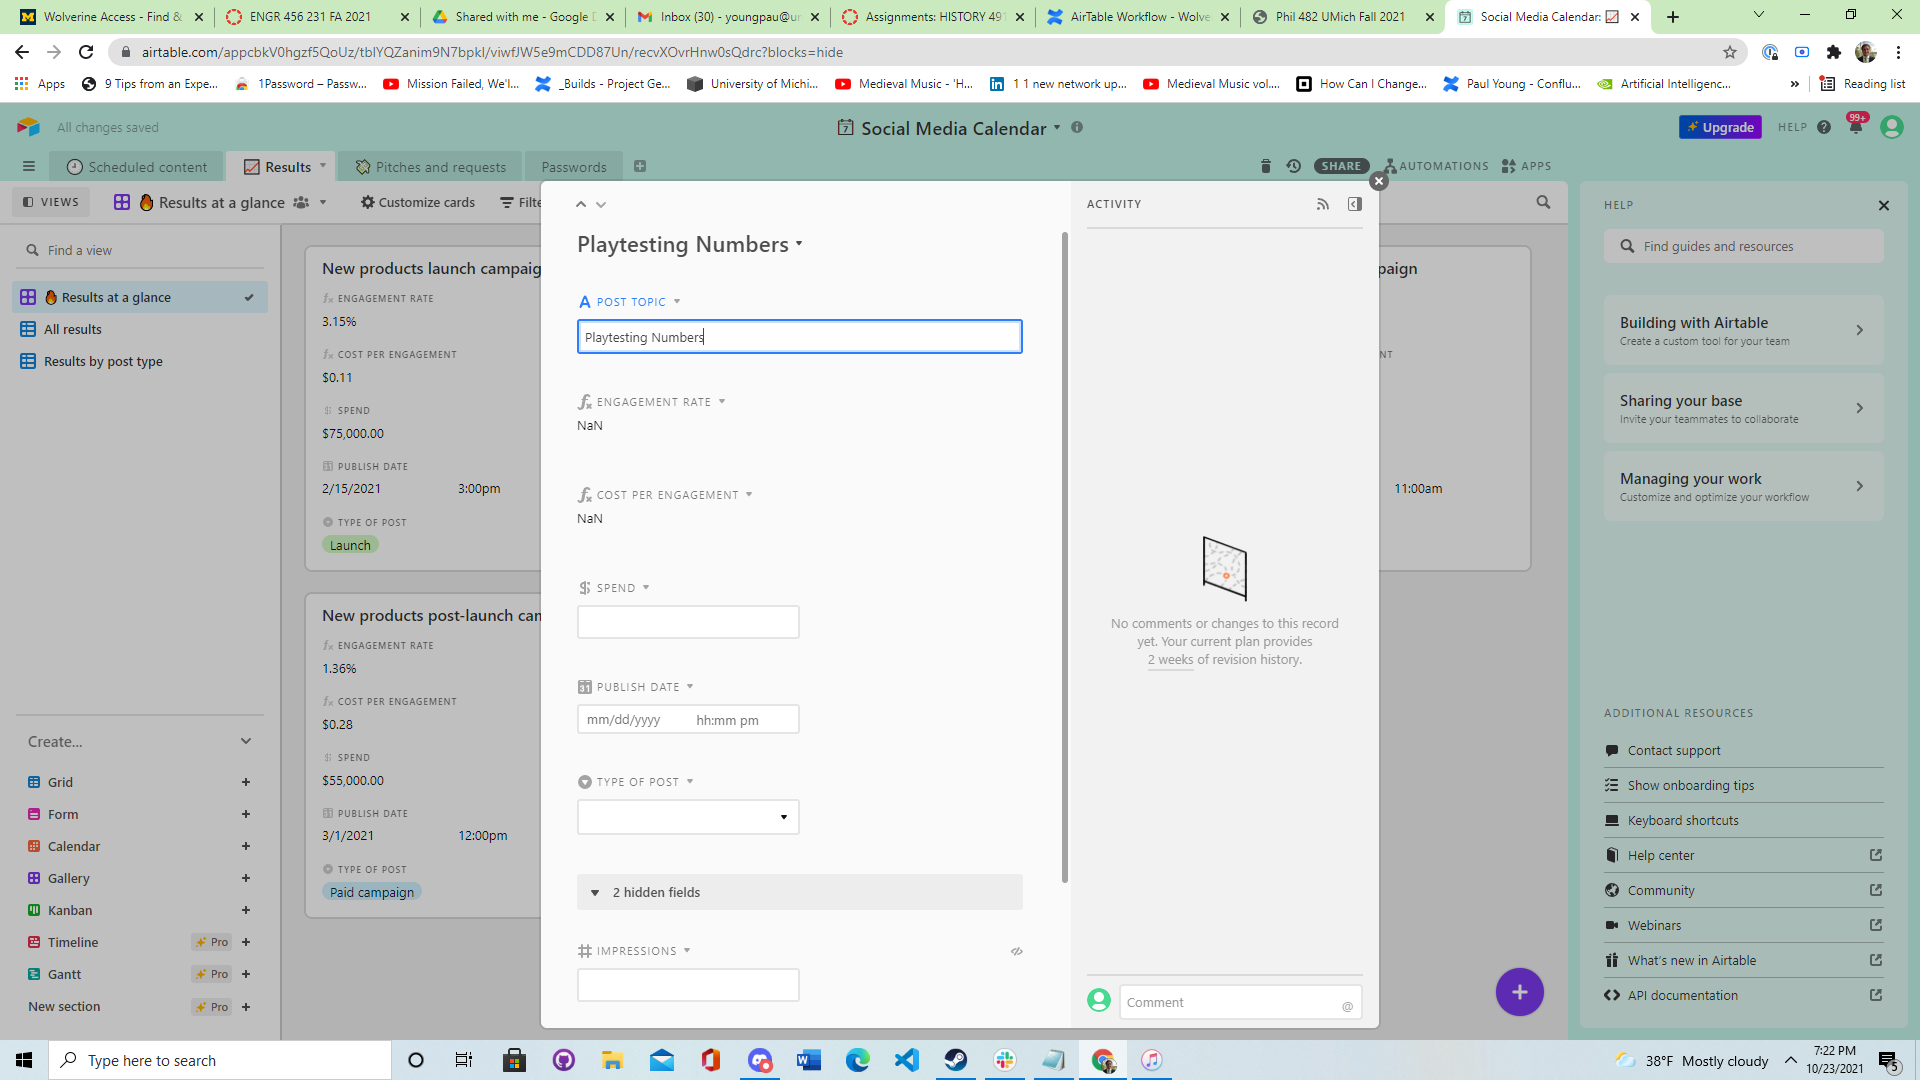 Wolverine Access - Find &
ENGR 456 231 FA 2021
Shared with me - Google D
Inbox (30) - youngpau@un
Assignments: HISTORY 491
AirTable Workflow - Wolve
Phil 482 UMich Fall 2021
Social Media Calendar:
airtable.com/appcbkV0hgzf5QoUz/tblYQZanim9N7bpkI/viwfJW5e9mCDD87Un/recvXOvrHnw0sQdrc?blocks=hide
Apps
9 Tips from an Expe...
1Password – Passw...
Mission Failed, We'l...
_Builds - Project Ge...
University of Michi...
Medieval Music - 'H...
1 1 new network up...
Medieval Music vol....
How Can I Change...
Paul Young - Conflu...
Artificial Intelligenc...
»
Reading list
All changes saved
Social Media Calendar
Upgrade
HELP
99+
Scheduled content
Results
Pitches and requests
Passwords
SHARE
AUTOMATIONS
APPS
VIEWS
Results at a glance
Customize cards
Filte
Find a view
Results at a glance
All results
Results by post type
Create...
Grid
Form
Calendar
Gallery
Kanban
Timeline
Pro
Gantt
Pro
New section
Pro
New products launch campaig
ENGAGEMENT RATE
3.15%
COST PER ENGAGEMENT
$0.11
SPEND
$75,000.00
PUBLISH DATE
2/15/2021 3:00pm
TYPE OF POST
Launch
New products post-launch cam
ENGAGEMENT RATE
1.36%
COST PER ENGAGEMENT
$0.28
SPEND
$55,000.00
PUBLISH DATE
3/1/2021 12:00pm
TYPE OF POST
Paid campaign
Playtesting Numbers
POST TOPIC
Playtesting Numbers
ENGAGEMENT RATE
NaN
COST PER ENGAGEMENT
NaN
SPEND
PUBLISH DATE
mm/dd/yyyy hh:mm pm
TYPE OF POST
2 hidden fields
IMPRESSIONS
ACTIVITY
No comments or changes to this record
yet. Your current plan provides
2 weeks of revision history.
Comment
@
paign
NT
11:00am
HELP
Find guides and resources
Building with Airtable
Create a custom tool for your team
Sharing your base
Invite your teammates to collaborate
Managing your work
Customize and optimize your workflow
ADDITIONAL RESOURCES
Contact support
Show onboarding tips
Keyboard shortcuts
Help center
Community
Webinars
What's new in Airtable
API documentation
Type here to search
38°F Mostly cloudy
7:22 PM
10/23/2021
5